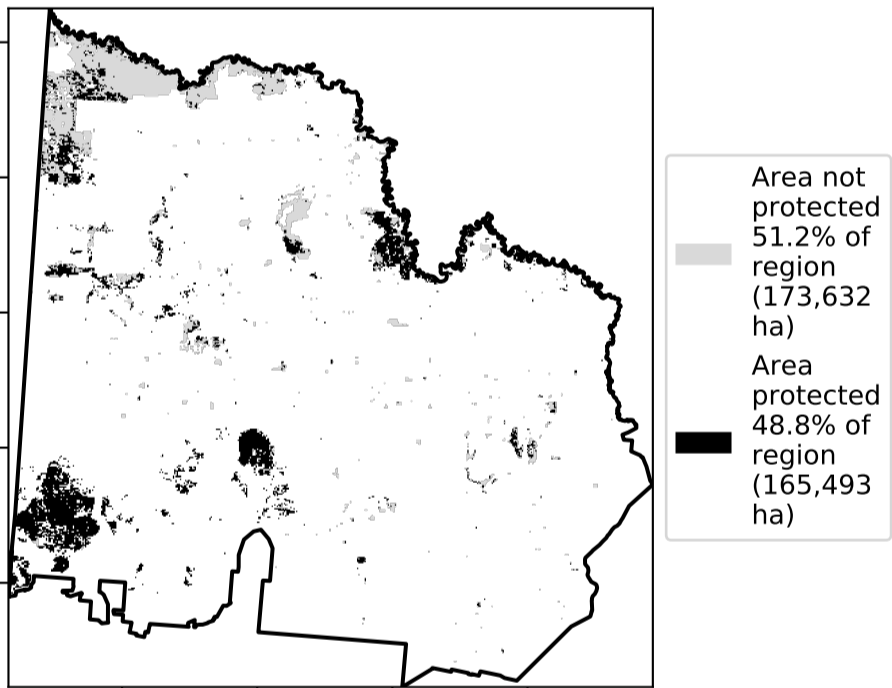 Area not
protected
51.2% of
region
(173,632
ha)
Area
protected
48.8% of
region
(165,493
ha)